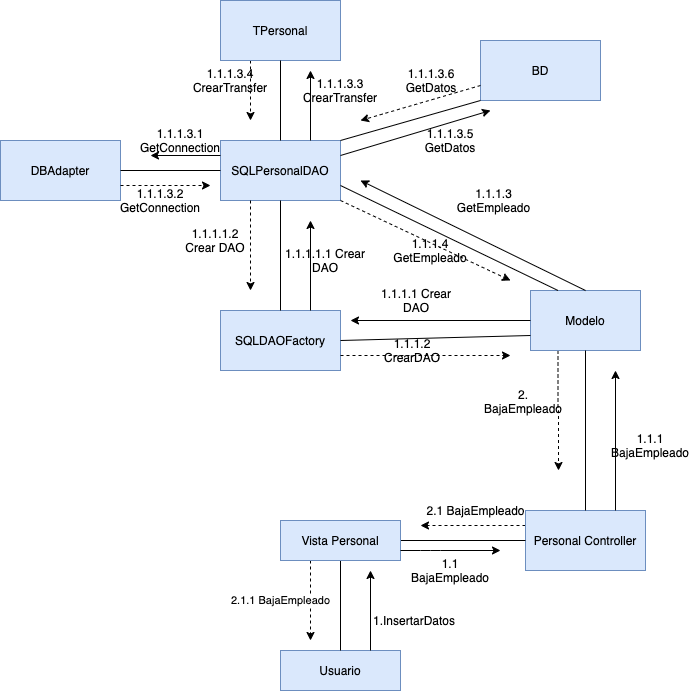 TPersonal
BD
1.1.1.3.4
CrearTransfer
1.1.1.3.3
CrearTransfer
1.1.1.3.6
GetDatos
1.1.1.3.5
GetDatos
1.1.1.3.1
GetConnection
DBAdapter
SQLPersonalDAO
1.1.1.3.2
GetConnection
1.1.1.3
GetEmpleado
1.1.1.1.2
Crear DAO
1.1.1.1.1 Crear
DAO
1.1.1.4
GetEmpleado
1.1.1.1 Crear
DAO
Modelo
SQLDAOFactory
1.1.1.2
CrearDAO
2.
BajaEmpleado
1.1.1
BajaEmpleado
2.1 BajaEmpleado
Vista Personal
Personal Controller
1.1
BajaEmpleado
2.1.1 BajaEmpleado
1.InsertarDatos
Usuario